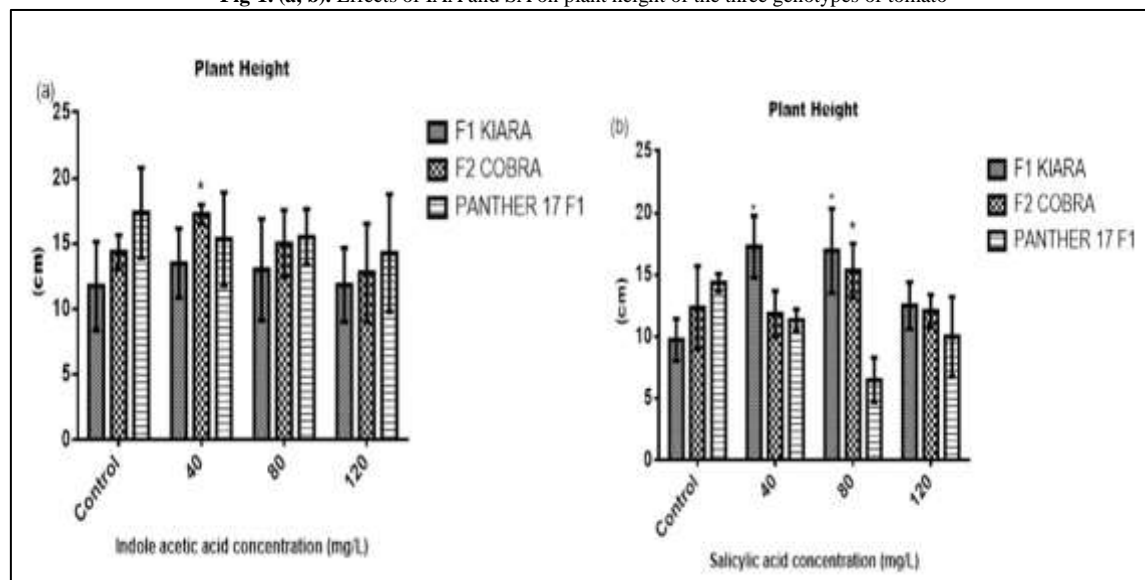 Fig 1. (a, b). Effects of IAA and SA on plant height of the three genotypes of tomato
Plant Height
(a)
25
20
15
10
5
0
(cm)
*
Control
40
80
120
Indole acetic acid concentration (mg/L)
F1 KIARA
F2 COBRA
PANTHER 17 F1
Plant Height
(b)
25
20
15
10
5
0
(cm)
*
*
*
Control
40
80
120
Salicylic acid concentration (mg/L)
F1 KIARA
F2 COBRA
PANTHER 17 F1